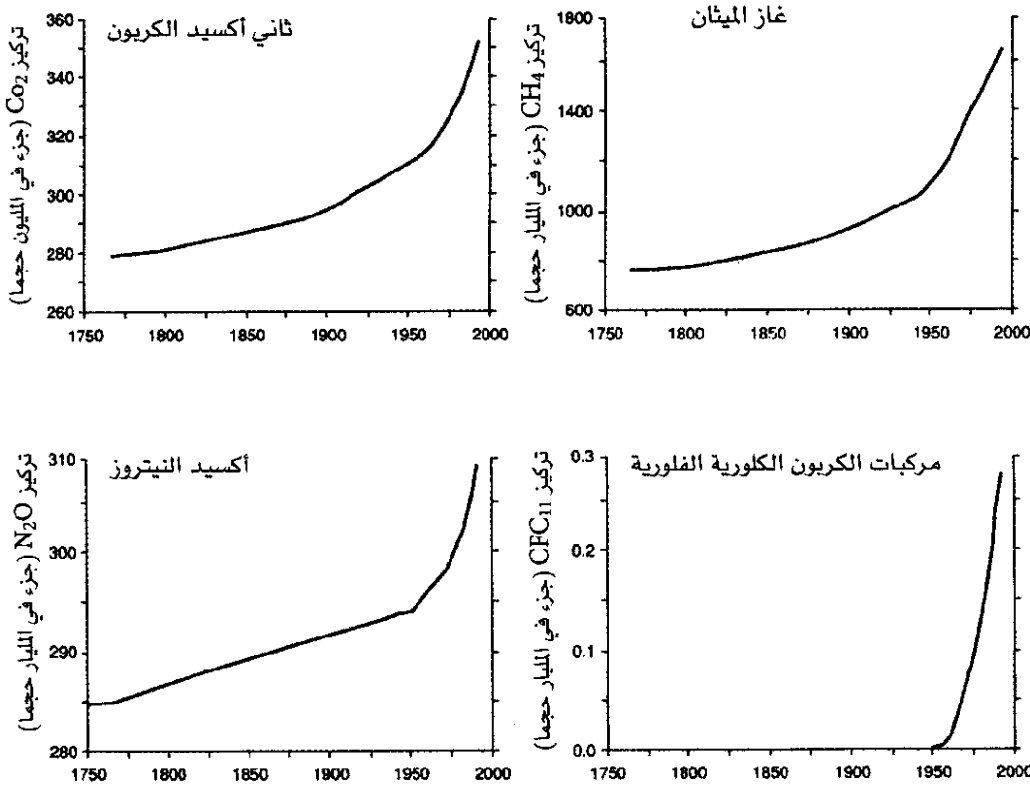 ثاني أكسيد الكربون
تركيز Co₂ (جزء في المليون حجما)
360
340
320
300
280
260
1750 1800 1850 1900 1950 2000
غاز الميثان
تركيز CH₄ (جزء في المليار حجما)
1800
1400
1000
600
1750 1800 1850 1900 1950 2000
أكسيد النيتروز
تركيز N₂O (جزء في المليار حجما)
310
300
290
280
1750 1800 1850 1900 1950 2000
مركبات الكربون الكلورية الفلورية
تركيز CFC₁₁ (جزء في المليار حجما)
0.3
0.2
0.1
0.0
1750 1800 1850 1900 1950 2000